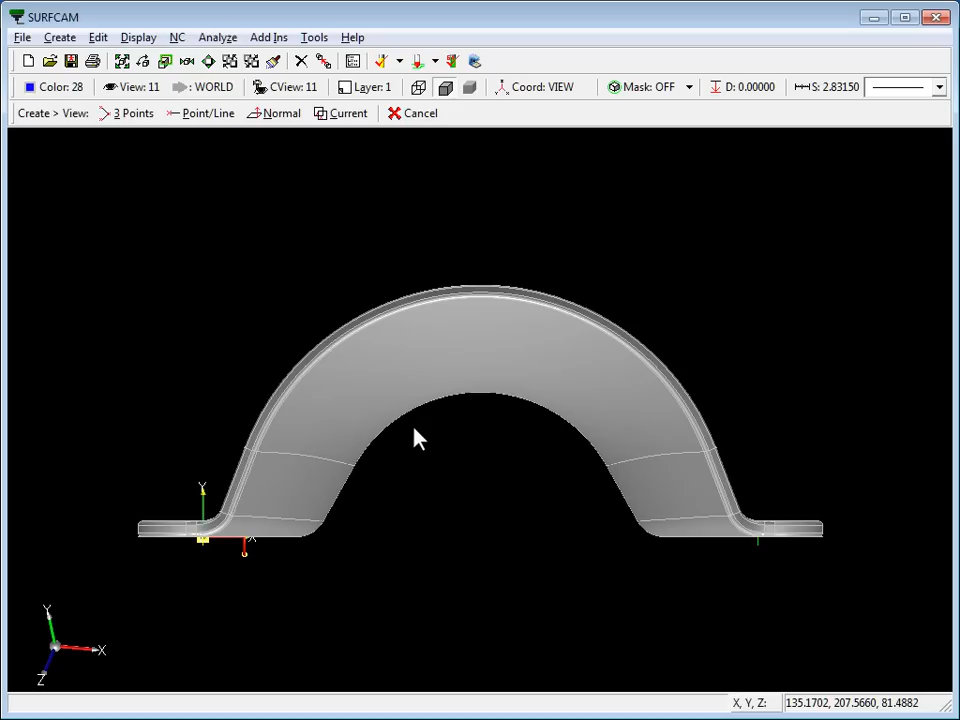 SURFCAM
File Create Edit Display NC Analyze Add Ins Tools Help
Color: 28 View: 11 : WORLD CView: 11 Layer: 1 Coord: VIEW Mask: OFF D: 0.00000 S: 2.83150
Create > View: 3 Points Point/Line Normal Current Cancel
Y
X
Y
X
Z
X, Y, Z: 135.1702, 207.5660, 81.4882